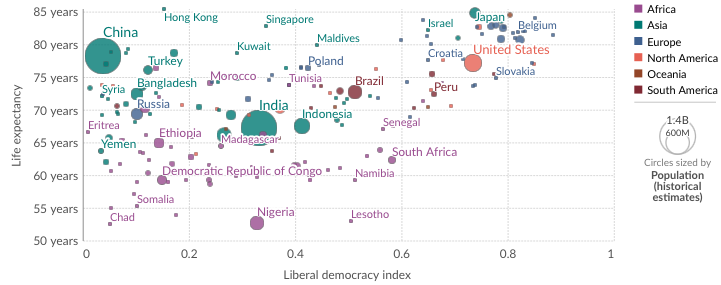 85 years
80 years
75 years
70 years
65 years
60 years
55 years
50 years
Life expectancy
0
0.2
0.4
0.6
0.8
1
Liberal democracy index
Hong Kong
Singapore
Israel
Japan
Belgium
China
Kuwait
Maldives
Croatia
United States
Turkey
Poland
Slovakia
Syria
Bangladesh
Morocco
Tunisia
Brazil
Peru
Russia
India
Indonesia
Eritrea
Ethiopia
Madagascar
Senegal
Yemen
South Africa
Democratic Republic of Congo
Namibia
Somalia
Chad
Nigeria
Lesotho
Africa
Asia
Europe
North America
Oceania
South America
1:4B
600M
Circles sized by
Population
(historical
estimates)